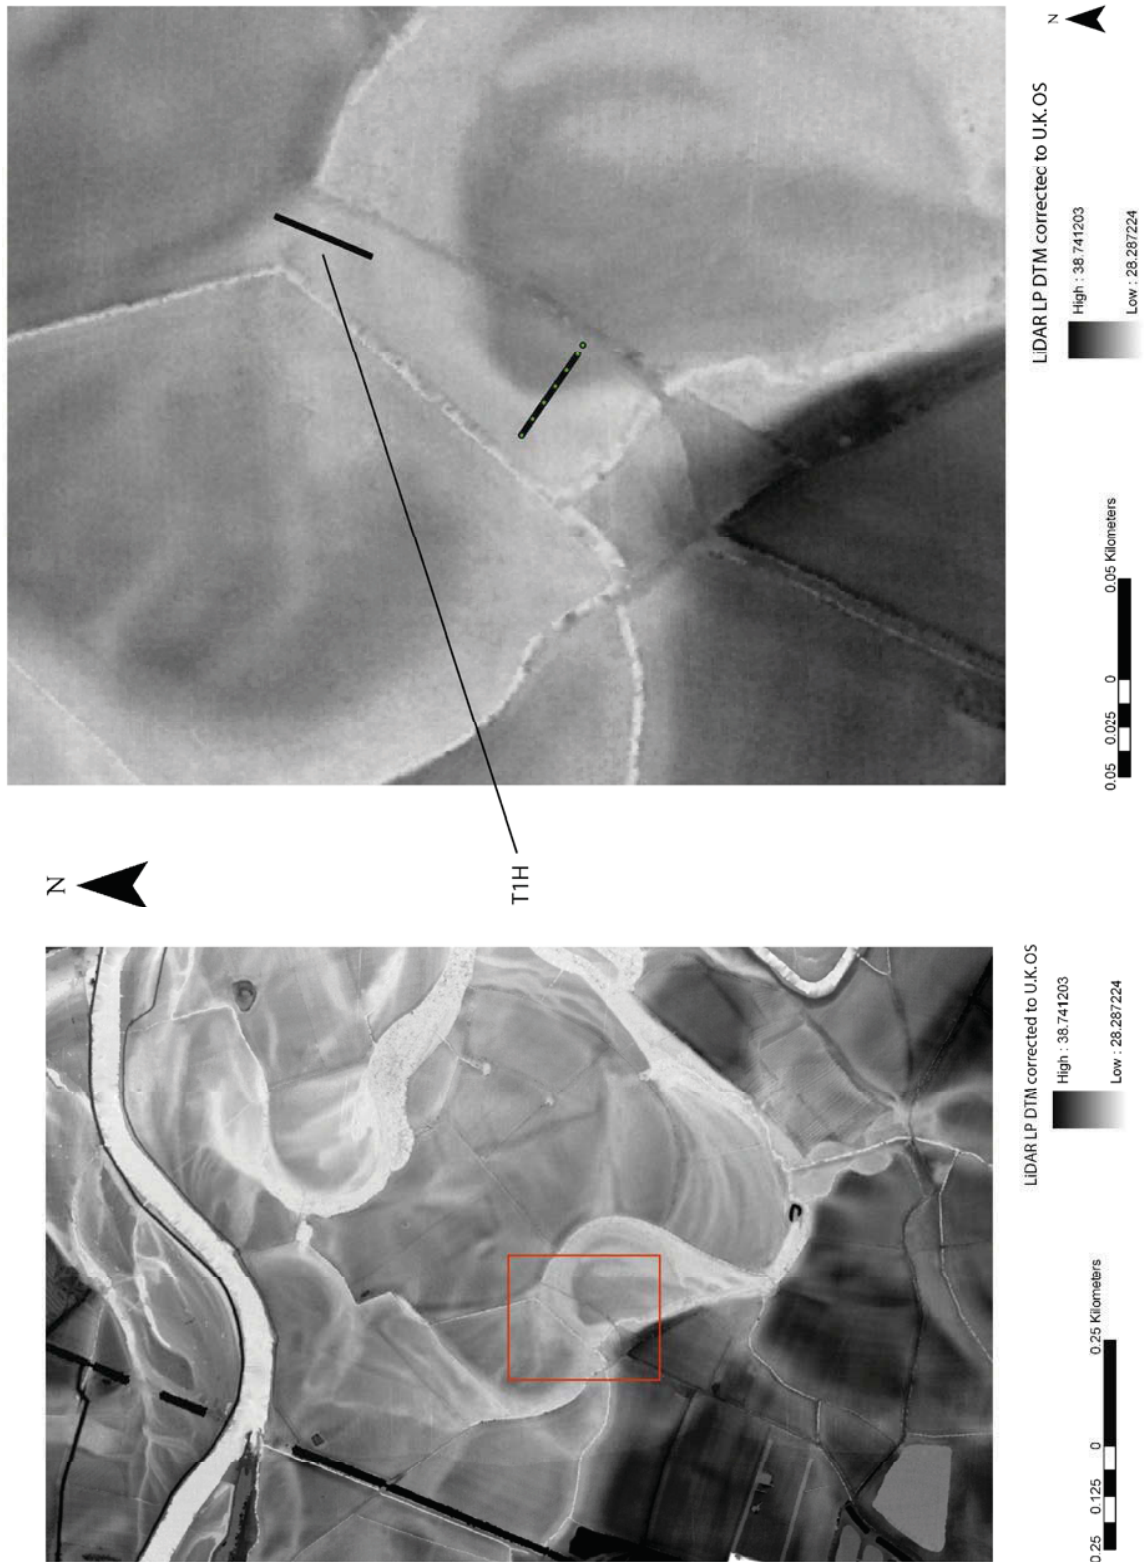 N
LiDAR LP DTM corrected to U.K.OS
High : 38.741203
Low : 28.287224
0.05 0.025 0 0.05 Kilometers
T1H
N
LiDAR LP DTM corrected to U.K.OS
High : 38.741203
Low : 28.287224
0.25 0.125 0 0.25 Kilometers